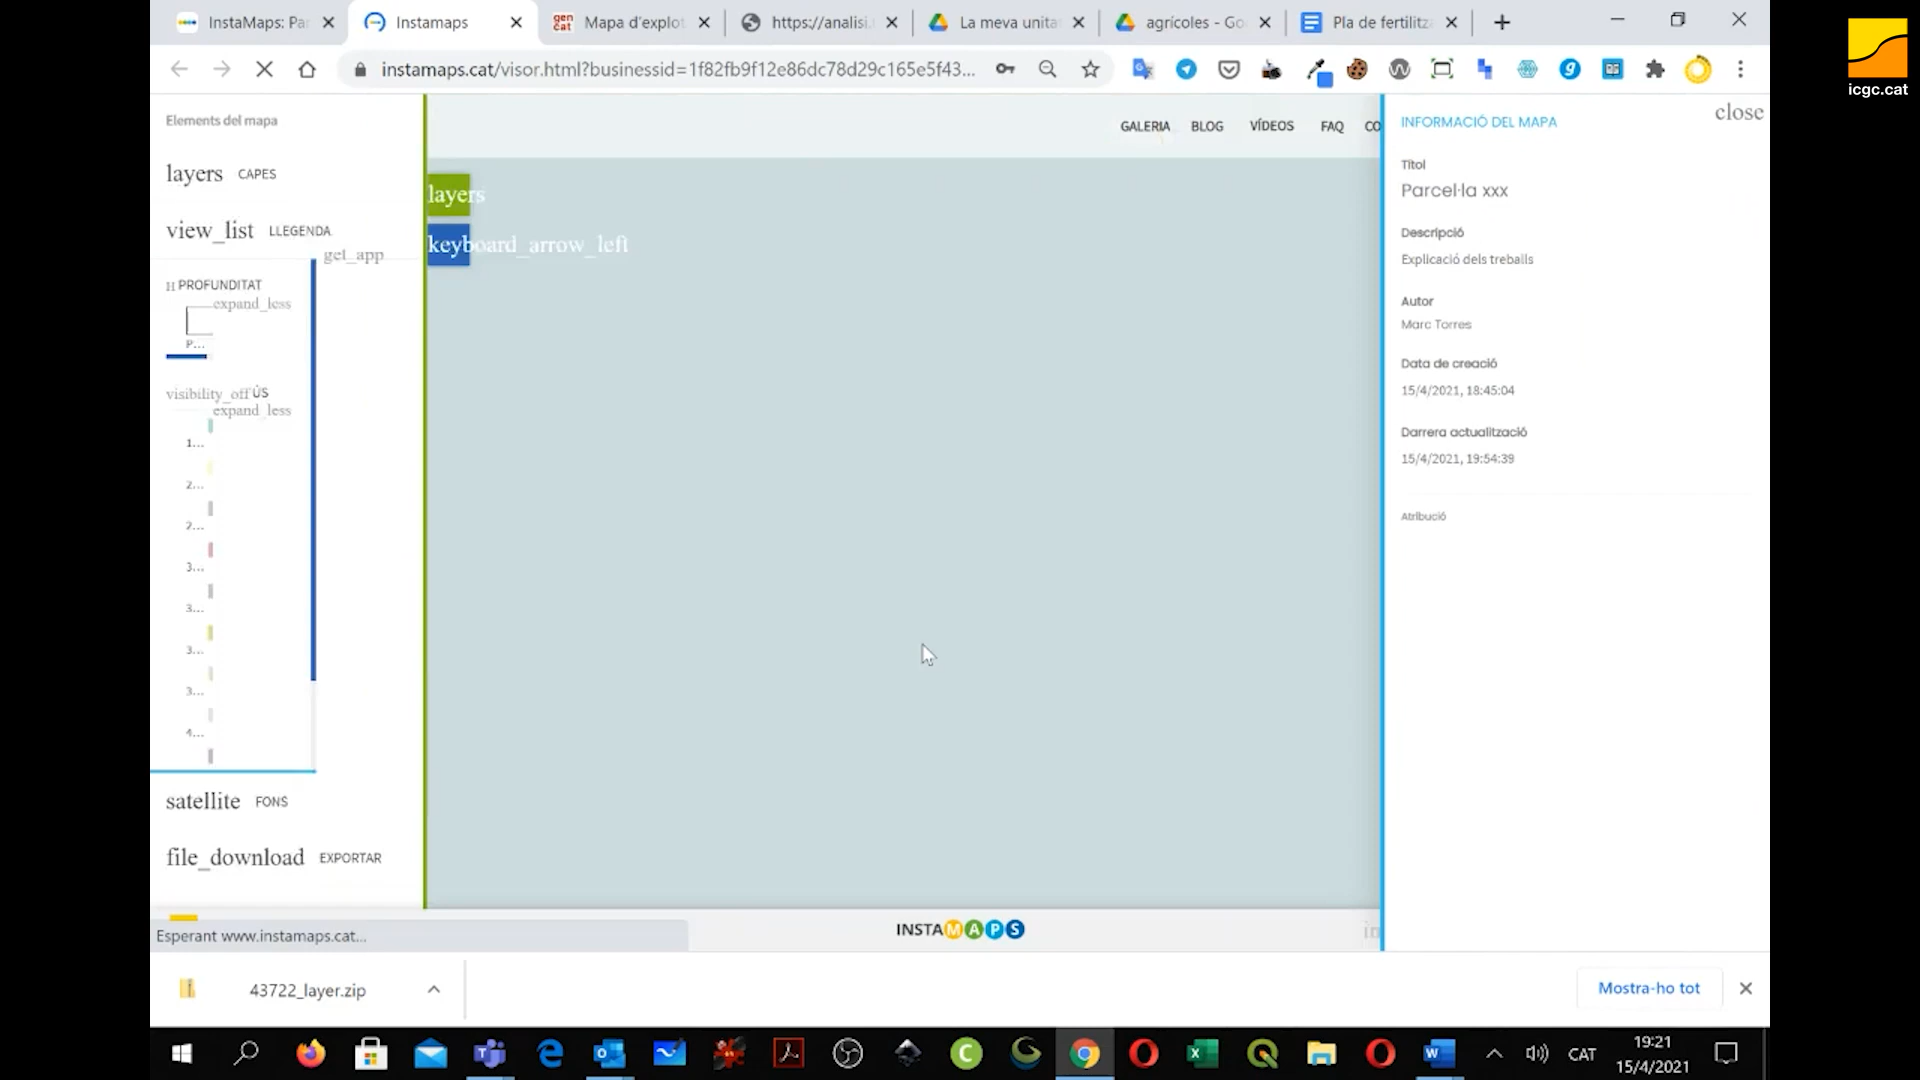 InstaMaps: Pa
Instamaps
gen
cat
Mapa d'explot
https://analisi.
La meva unita
agrícoles - Go
Pla de fertilitz
icgc.cat
instamaps.cat/visor.html?businessid=1f82fb9f12e86dc78d29c165e5f43...
Elements del mapa
layers CAPES
view_list LLEGENDA
get_app
PROFUNDITAT
expand_less
P...
visibility_off ÚS
expand_less
1...
2...
2...
3...
3...
3...
3...
4...
satellite FONS
file_download EXPORTAR
layers
keyboard_arrow_left
GALERIA BLOG VÍDEOS FAQ CO
INFORMACIÓ DEL MAPA
close
Títol
Parcel·la xxx
Descripció
Explicació dels treballs
Autor
Marc Torres
Data de creació
15/4/2021, 18:45:04
Darrera actualització
15/4/2021, 19:54:39
Atribució
Esperant www.instamaps.cat...
INSTAMAPS
in
43722_layer.zip
Mostra-ho tot
CAT
19:21
15/4/2021